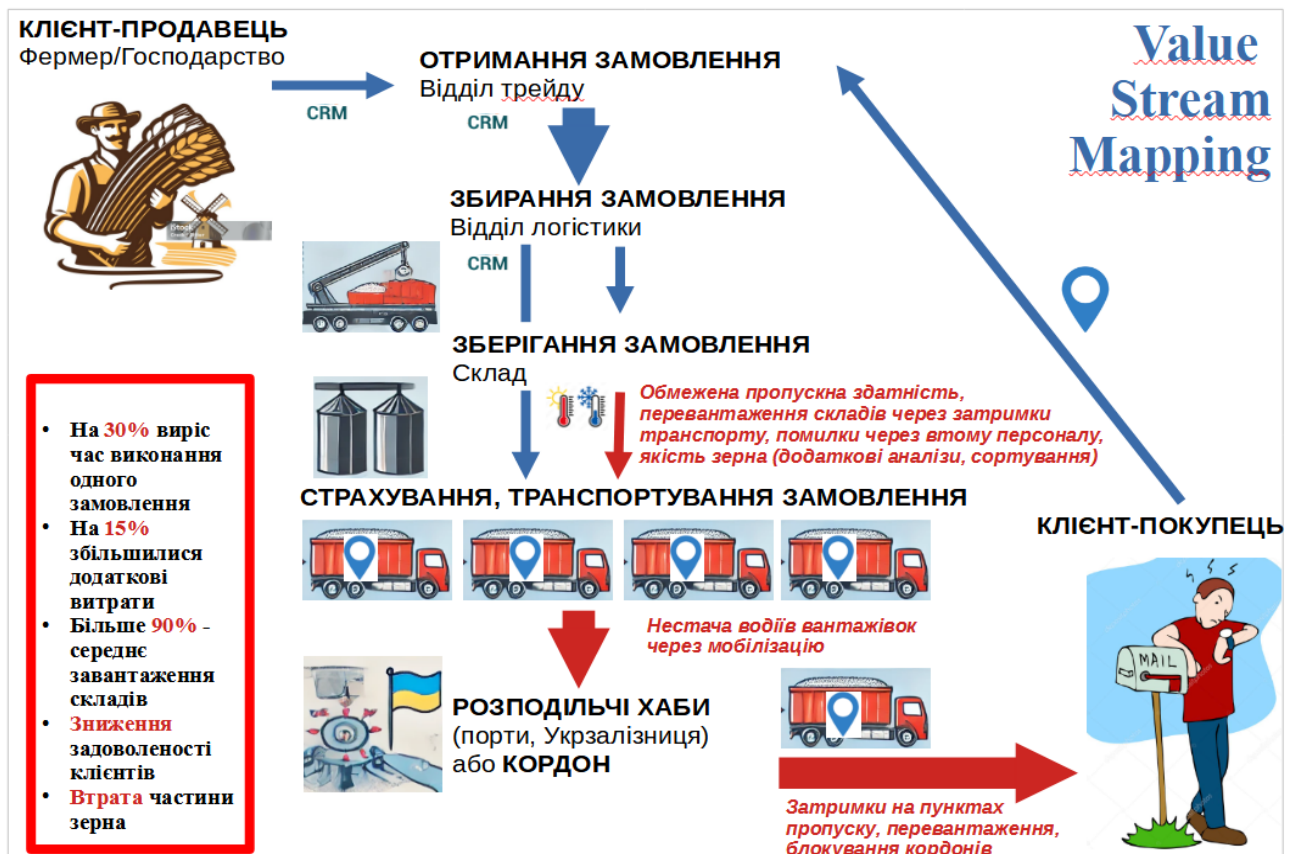 КЛІЄНТ-ПРОДАВЕЦЬ
Фермер/Господарство
CRM
ОТРИМАННЯ ЗАМОВЛЕННЯ
Відділ трейду
CRM
Value
Stream
Mapping
ЗБИРАННЯ ЗАМОВЛЕННЯ
Відділ логістики
CRM
iStock
ЗБЕРІГАННЯ ЗАМОВЛЕННЯ
Склад
Обмежена пропускна здатність,
перевантаження складів через затримки
транспорту, помилки через втому персоналу,
якість зерна (додаткові аналізи, сортування)
СТРАХУВАННЯ, ТРАНСПОРТУВАННЯ ЗАМОВЛЕННЯ
• На 30% виріс
час виконання
одного
замовлення
• На 15%
збільшилися
додаткові
витрати
• Більше 90% -
середнє
завантаження
складів
• Зниження
задоволеності
клієнтів
• Втрата частини
зерна
Нестача водіїв вантажівок
через мобілізацію
РОЗПОДІЛЬЧІ ХАБИ
(порти, Укрзалізниця)
або КОРДОН
Затримки на пунктах
пропуску, перевантаження,
блокування кордонів
КЛІЄНТ-ПОКУПЕЦЬ
MAIL